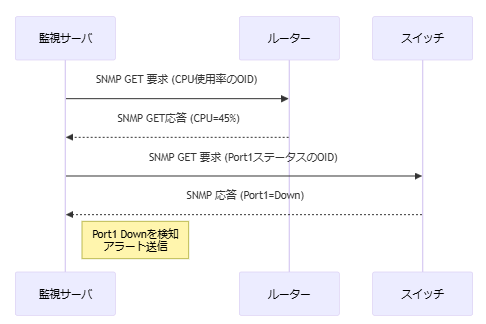 監視サーバ
ルーター
スイッチ
SNMP GET 要求 (CPU使用率のOID)
SNMP GET応答 (CPU=45%)
SNMP GET 要求 (Port1ステータスのOID)
SNMP 応答 (Port1=Down)
Port1 Downを検知
アラート送信
監視サーバ
ルーター
スイッチ